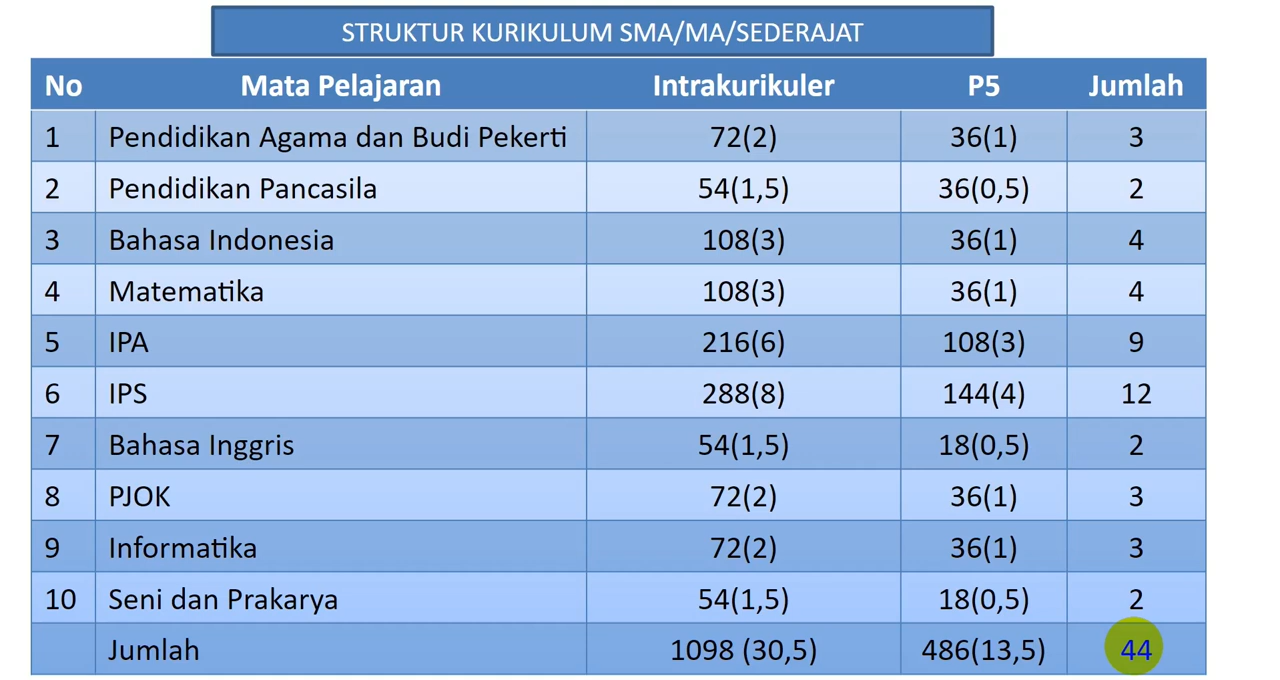 STRUKTUR KURIKULUM SMA/MA/SEDERAJAT
No Mata Pelajaran Intrakurikuler P5 Jumlah
1 Pendidikan Agama dan Budi Pekerti 72(2) 36(1) 3
2 Pendidikan Pancasila 54(1,5) 36(0,5) 2
3 Bahasa Indonesia 108(3) 36(1) 4
4 Matematika 108(3) 36(1) 4
5 IPA 216(6) 108(3) 9
6 IPS 288(8) 144(4) 12
7 Bahasa Inggris 54(1,5) 18(0,5) 2
8 PJOK 72(2) 36(1) 3
9 Informatika 72(2) 36(1) 3
10 Seni dan Prakarya 54(1,5) 18(0,5) 2
Jumlah 1098 (30,5) 486(13,5) 44